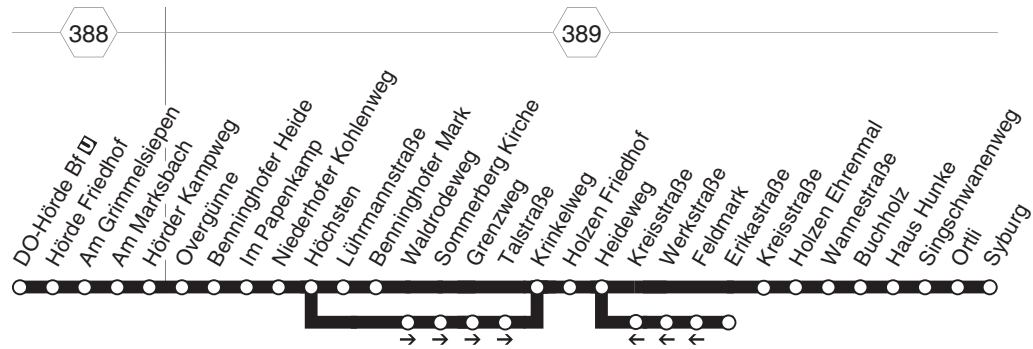 388
389
DO-Hörde Bf U
Hörde Friedhof
Am Grimmelsiepen
Am Marksbach
Hörder Kampweg
Overgünne
Benninghofer Heide
Im Papenkamp
Niederhofer Kohlenweg
Höchsten
Lührmannstraße
Benninghofer Mark
Waldrodeweg
Sommerberg Kirche
Grenzweg
Talstraße
Krinkelweg
Holzen Friedhof
Heideweg
Kreisstraße
Werkstraße
Feldmark
Erikastraße
Kreisstraße
Holzen Ehrenmal
Wannestraße
Buchholz
Haus Hunke
Singschwanenweg
Ortli
Syburg